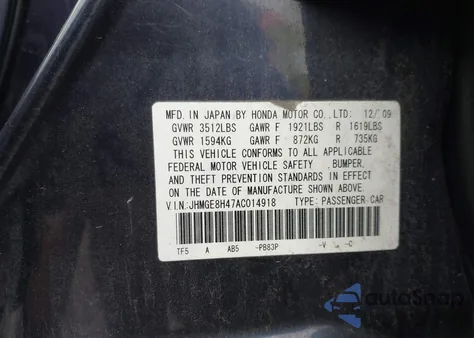 MFD. IN JAPAN BY HONDA MOTOR CO.,LTD: 12/09
GVWR 3512LBS GAWR F 1921LBS R 1619LBS
GVWR 1594KG GAWR F 872KG R 735KG
THIS VEHICLE CONFORMS TO ALL APPLICABLE
FEDERAL MOTOR VEHICLE SAFETY ,BUMPER,
AND THEFT PREVENTION STANDARDS IN EFFECT
ON THE DATE OF MANUFACTURE SHOWN ABOVE.
V.I.N:JHMGE8H47AC014918 TYPE: PASSENGER CAR
TF5 A AB5 -PB83P -V -C
autoSnap